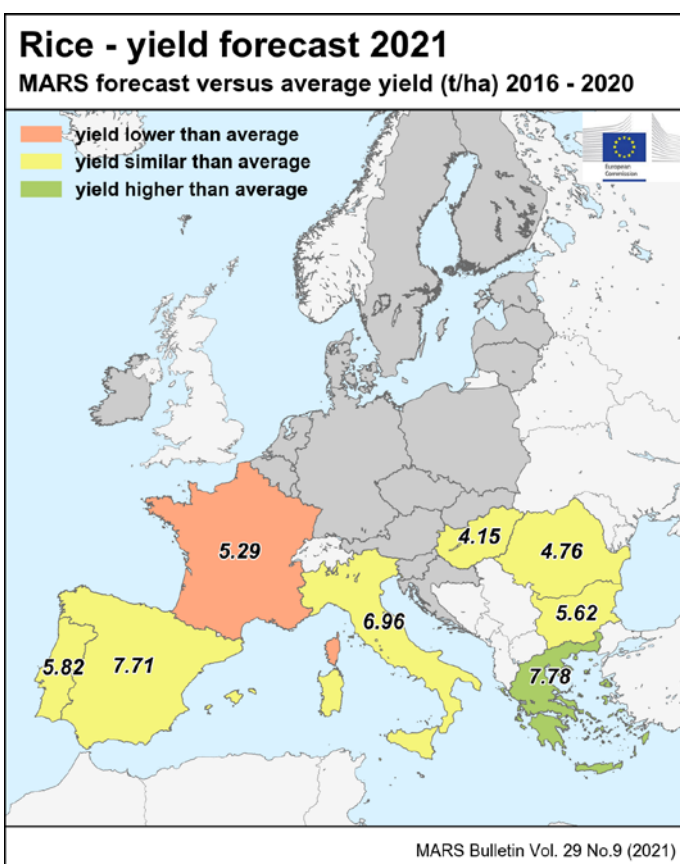 Rice - yield forecast 2021
MARS forecast versus average yield (t/ha) 2016 - 2020
yield lower than average
yield similar than average
yield higher than average
European
Commission
5.29
4.15
4.76
6.96
5.62
5.82
7.71
7.78
MARS Bulletin Vol. 29 No.9 (2021)